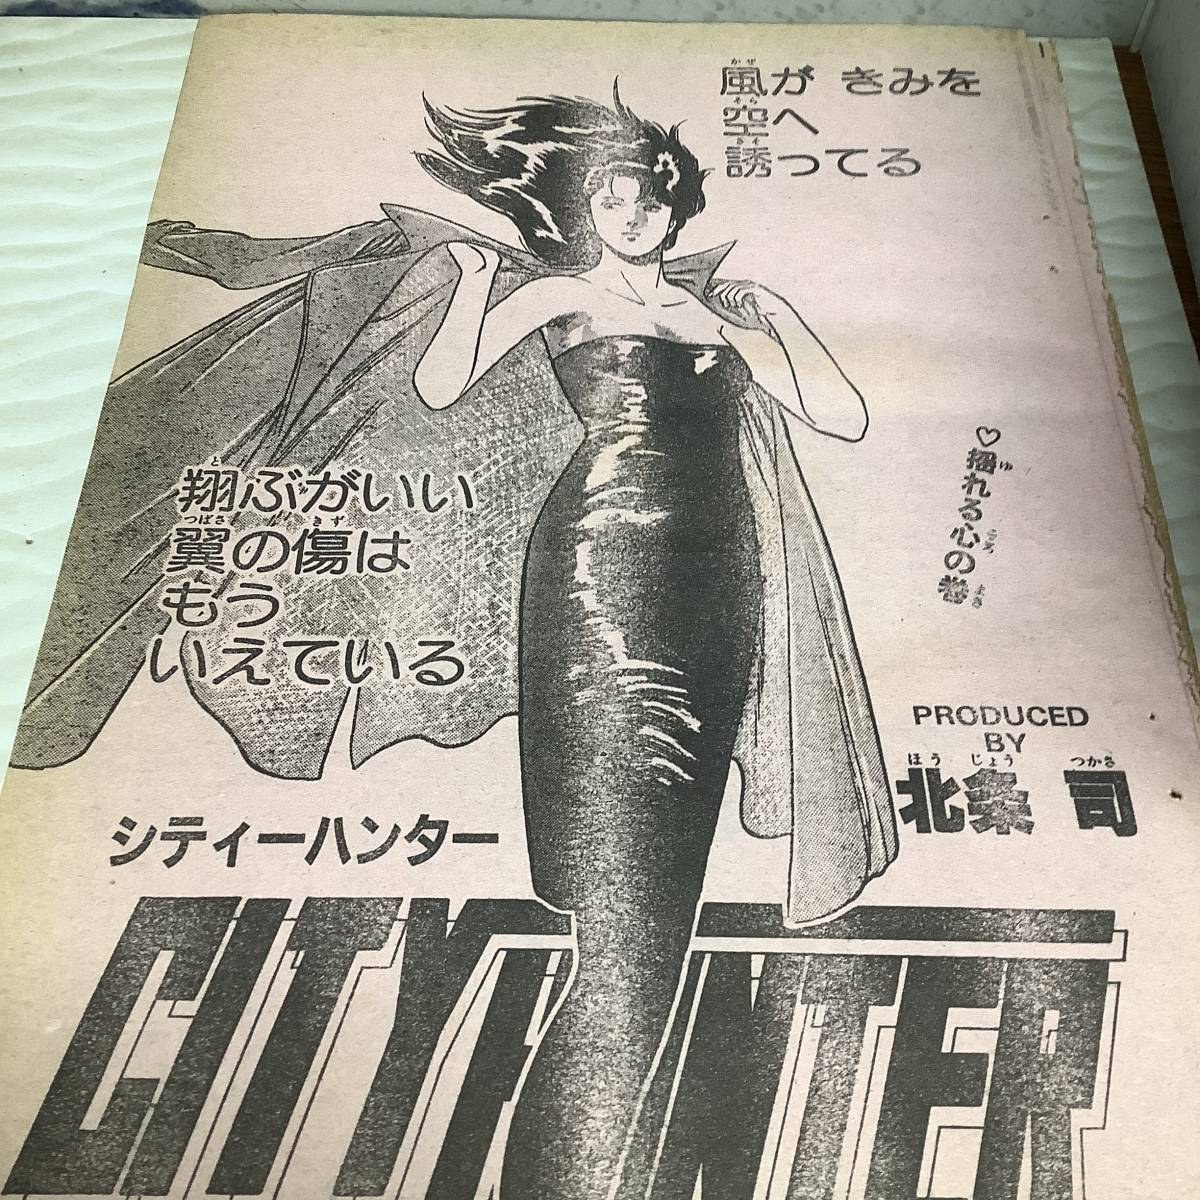 風が きみを
空へ
誘ってる
翔ぶがいい
翼の傷は
もう
いえている
♡揺れる心の巻
PRODUCED
BY
北条 司
シティーハンター
CITY HUNTER